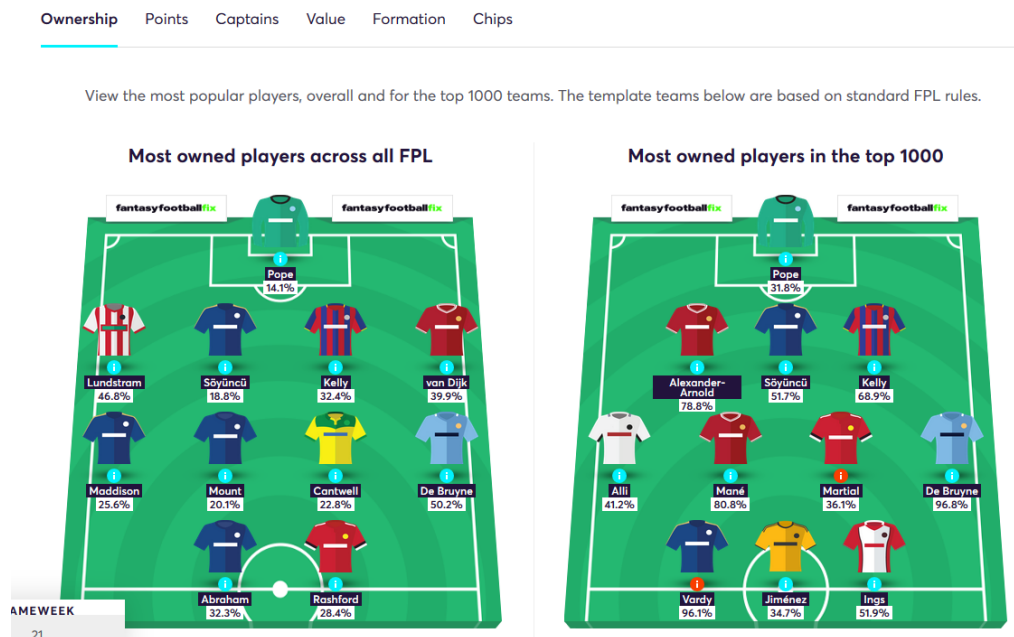 Ownership Points Captains Value Formation Chips
View the most popular players, overall and for the top 1000 teams. The template teams below are based on standard FPL rules.
Most owned players across all FPL
fantasyfootballfix fantasyfootballfix
Pope
14.1%
Lundstram Söyüncü Kelly van Dijk
46.8% 18.8% 32.4% 39.9%
Maddison Mount Cantwell De Bruyne
25.6% 20.1% 22.8% 50.2%
Abraham Rashford
32.3% 28.4%
AMEWEEK
21
Most owned players in the top 1000
fantasyfootballfix fantasyfootballfix
Pope
31.8%
Alexander-
Arnold Söyüncü Kelly
78.8% 51.7% 68.9%
Alli Mané Martial De Bruyne
41.2% 80.8% 36.1% 96.8%
Vardy Jiménez Ings
96.1% 34.7% 51.9%